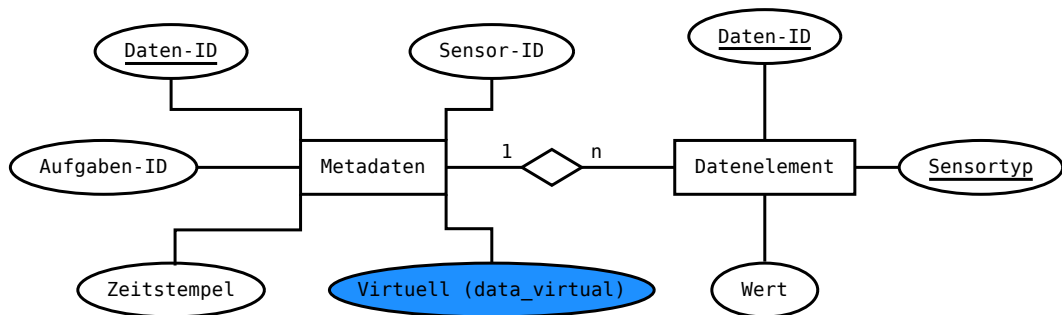 Daten-ID
Sensor-ID
Daten-ID
Aufgaben-ID
Metadaten
1
n
Datenelement
Sensortyp
Zeitstempel
Virtuell (data_virtual)
Wert